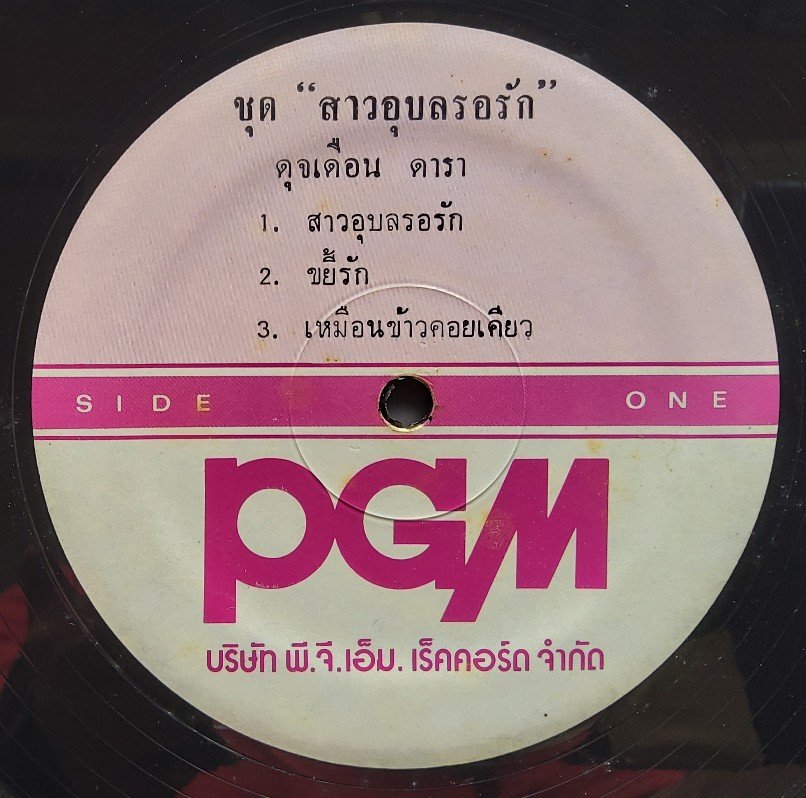 ชุด “สาวอุบลรอรัก”
ดุจเดือน ดารา
1. สาวอุบลรอรัก
2. ขยี้รัก
3. เหมือนข้าวคอยเคียว
SIDE ONE
PGM
บริษัท พี.จี.เอ็ม. เร็คคอร์ด จำกัด